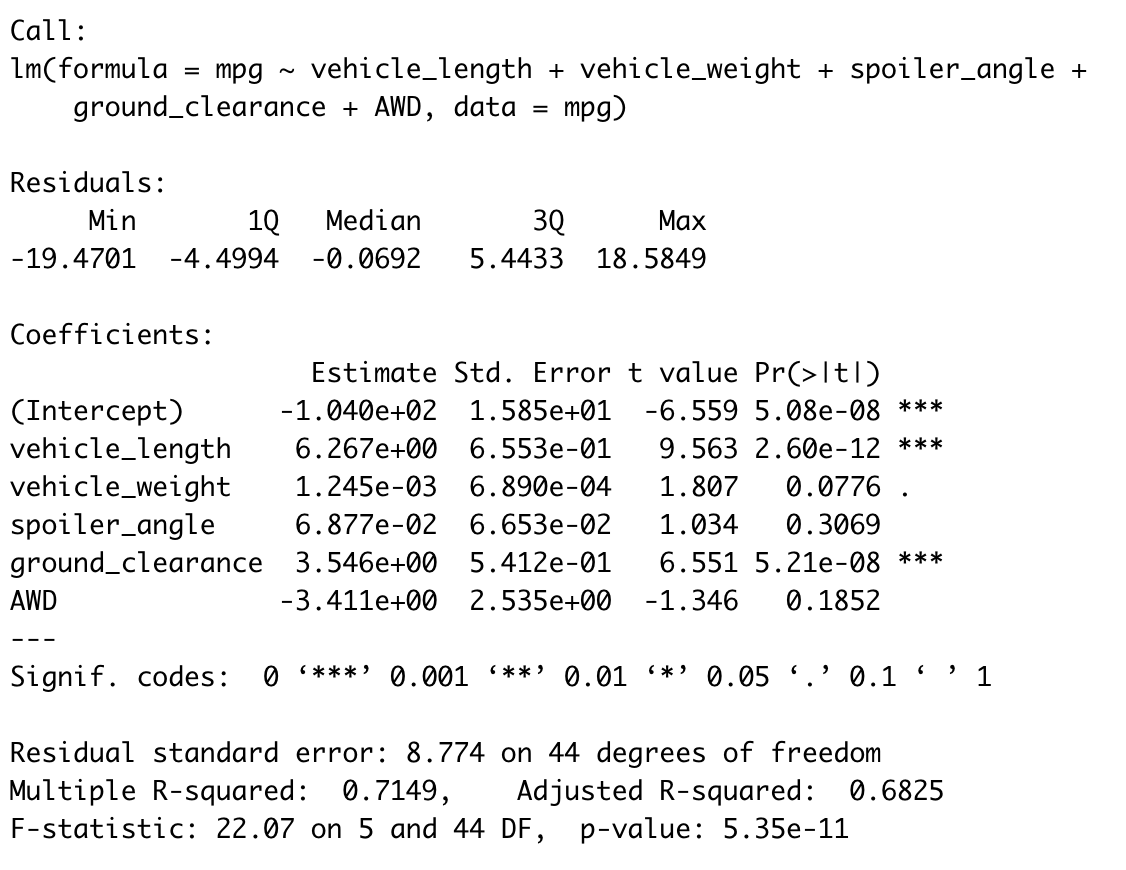 Call:
lm(formula = mpg ~ vehicle_length + vehicle_weight + spoiler_angle +
    ground_clearance + AWD, data = mpg)

Residuals:
     Min       1Q   Median       3Q      Max
-19.4701  -4.4994  -0.0692   5.4433  18.5849

Coefficients:
                   Estimate Std. Error t value Pr(>|t|)
(Intercept)      -1.040e+02  1.585e+01  -6.559 5.08e-08 ***
vehicle_length    6.267e+00  6.553e-01   9.563 2.60e-12 ***
vehicle_weight    1.245e-03  6.890e-04   1.807   0.0776 .
spoiler_angle     6.877e-02  6.653e-02   1.034   0.3069
ground_clearance  3.546e+00  5.412e-01   6.551 5.21e-08 ***
AWD              -3.411e+00  2.535e+00  -1.346   0.1852
---
Signif. codes:  0 ‘***’ 0.001 ‘**’ 0.01 ‘*’ 0.05 ‘.’ 0.1 ‘ ’ 1

Residual standard error: 8.774 on 44 degrees of freedom
Multiple R-squared:  0.7149,    Adjusted R-squared:  0.6825
F-statistic: 22.07 on 5 and 44 DF,  p-value: 5.35e-11